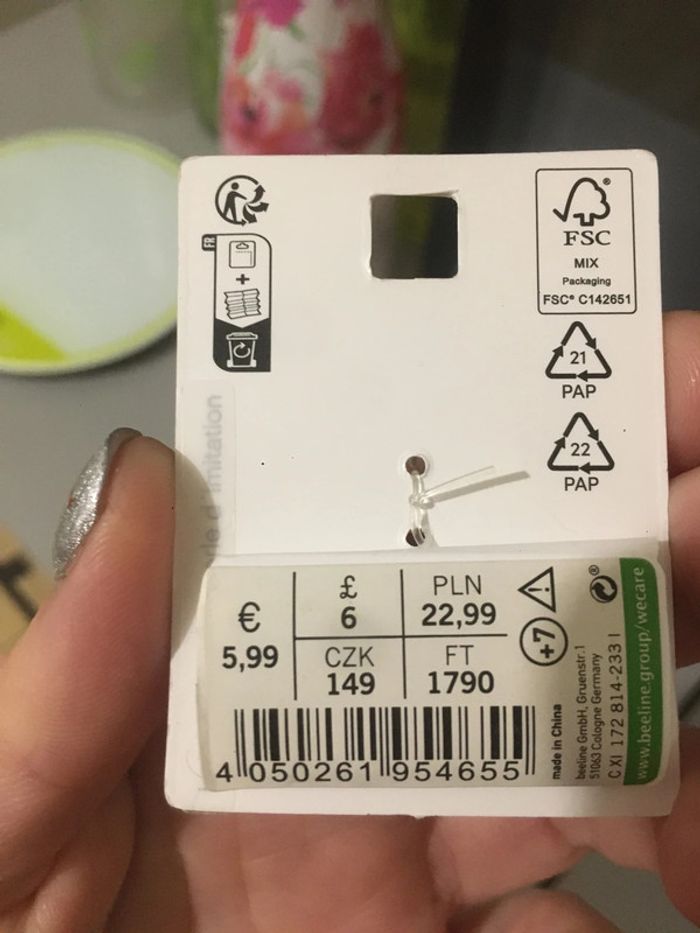 FR
+
FSC®
MIX
Packaging
FSC® C142651
21
PAP
22
PAP
d'imitation
€
5,99
£
6
PLN
22,99
CZK
149
FT
1790
+7
made in China
beeline GmbH, Gruenstr.1
51063 Cologne Germany
C XI 172 814-233 I
www.beeline.group/wecare
4 050261 954655